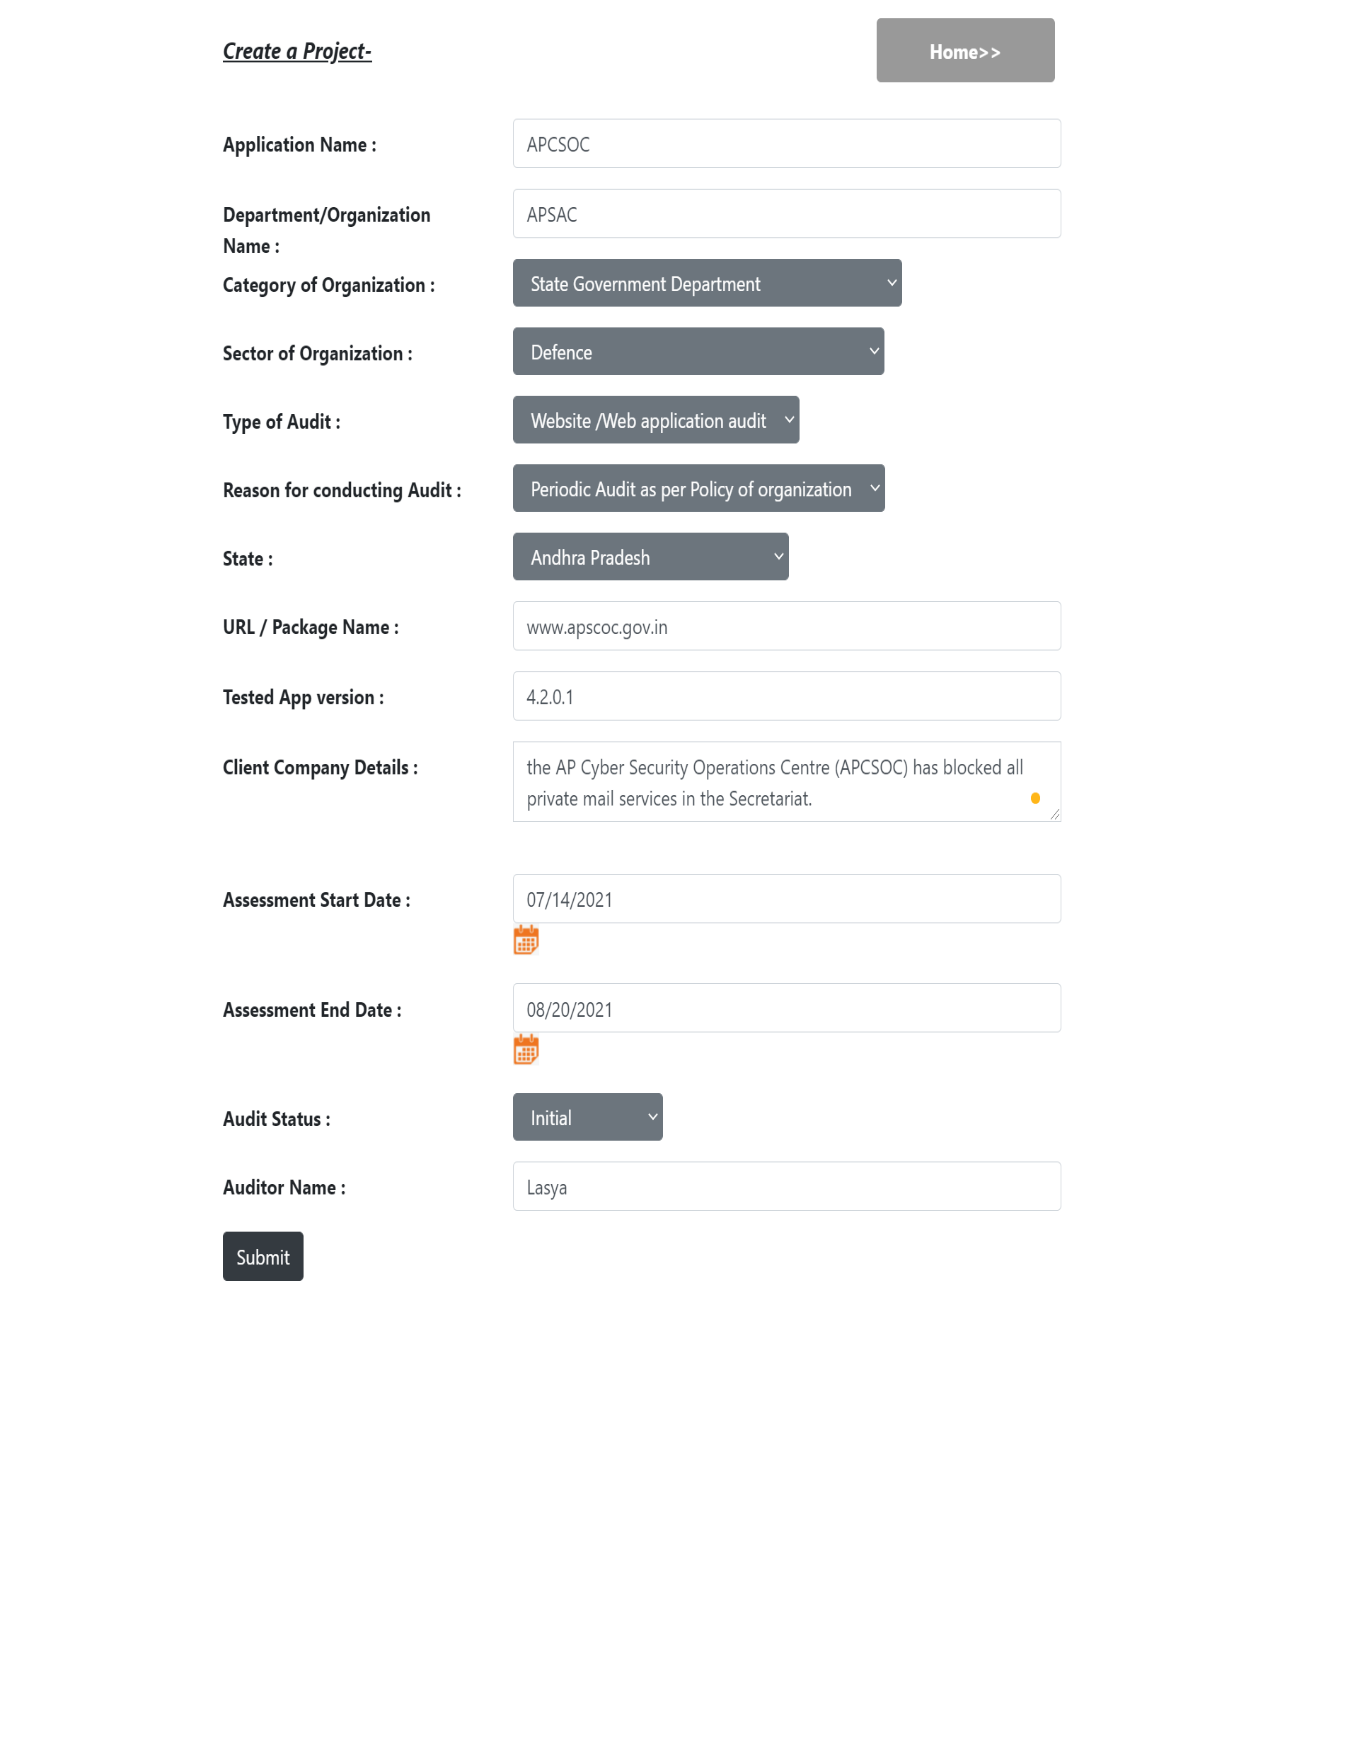 Create a Project-
Home>>
Application Name :
APCSOC
Department/Organization
Name :
APSAC
Category of Organization :
State Government Department
Sector of Organization :
Defence
Type of Audit :
Website /Web application audit
Reason for conducting Audit :
Periodic Audit as per Policy of organization
State :
Andhra Pradesh
URL / Package Name :
www.apscoc.gov.in
Tested App version :
4.2.0.1
Client Company Details :
the AP Cyber Security Operations Centre (APCSOC) has blocked all
private mail services in the Secretariat.
Assessment Start Date :
07/14/2021
Assessment End Date :
08/20/2021
Audit Status :
Initial
Auditor Name :
Lasya
Submit